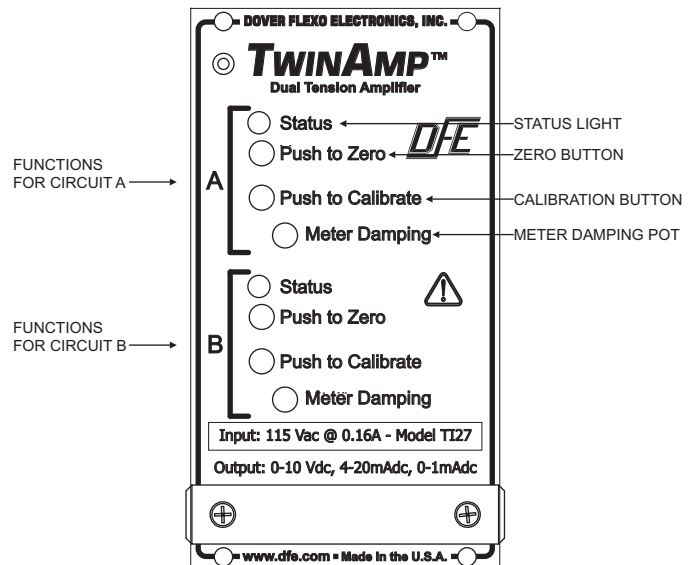 DOVER FLEXO ELECTRONICS, INC.
TWINAMP™
Dual Tension Amplifier
Status
DFE
STATUS LIGHT
Push to Zero
ZERO BUTTON
FUNCTIONS
FOR CIRCUIT A
A
Push to Calibrate
CALIBRATION BUTTON
Meter Damping
METER DAMPING POT
Status
Push to Zero
FUNCTIONS
FOR CIRCUIT B
B
Push to Calibrate
Meter Damping
Input: 115 Vac @ 0.16A - Model TI27
Output: 0-10 Vdc, 4-20mAdc, 0-1mAdc
www.dfe.com ▪ Made in the U.S.A.